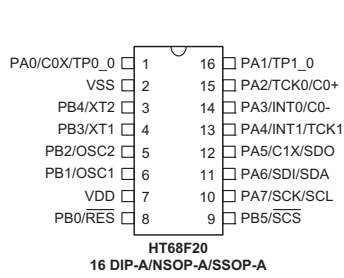 PA0/C0X/TP0_0 1 16 PA1/TP1_0
VSS 2 15 PA2/TCK0/C0+
PB4/XT2 3 14 PA3/INT0/C0-
PB3/XT1 4 13 PA4/INT1/TCK1
PB2/OSC2 5 12 PA5/C1X/SDO
PB1/OSC1 6 11 PA6/SDI/SDA
VDD 7 10 PA7/SCK/SCL
PB0/RES 8 9 PB5/SCS
HT68F20
16 DIP-A/NSOP-A/SSOP-A